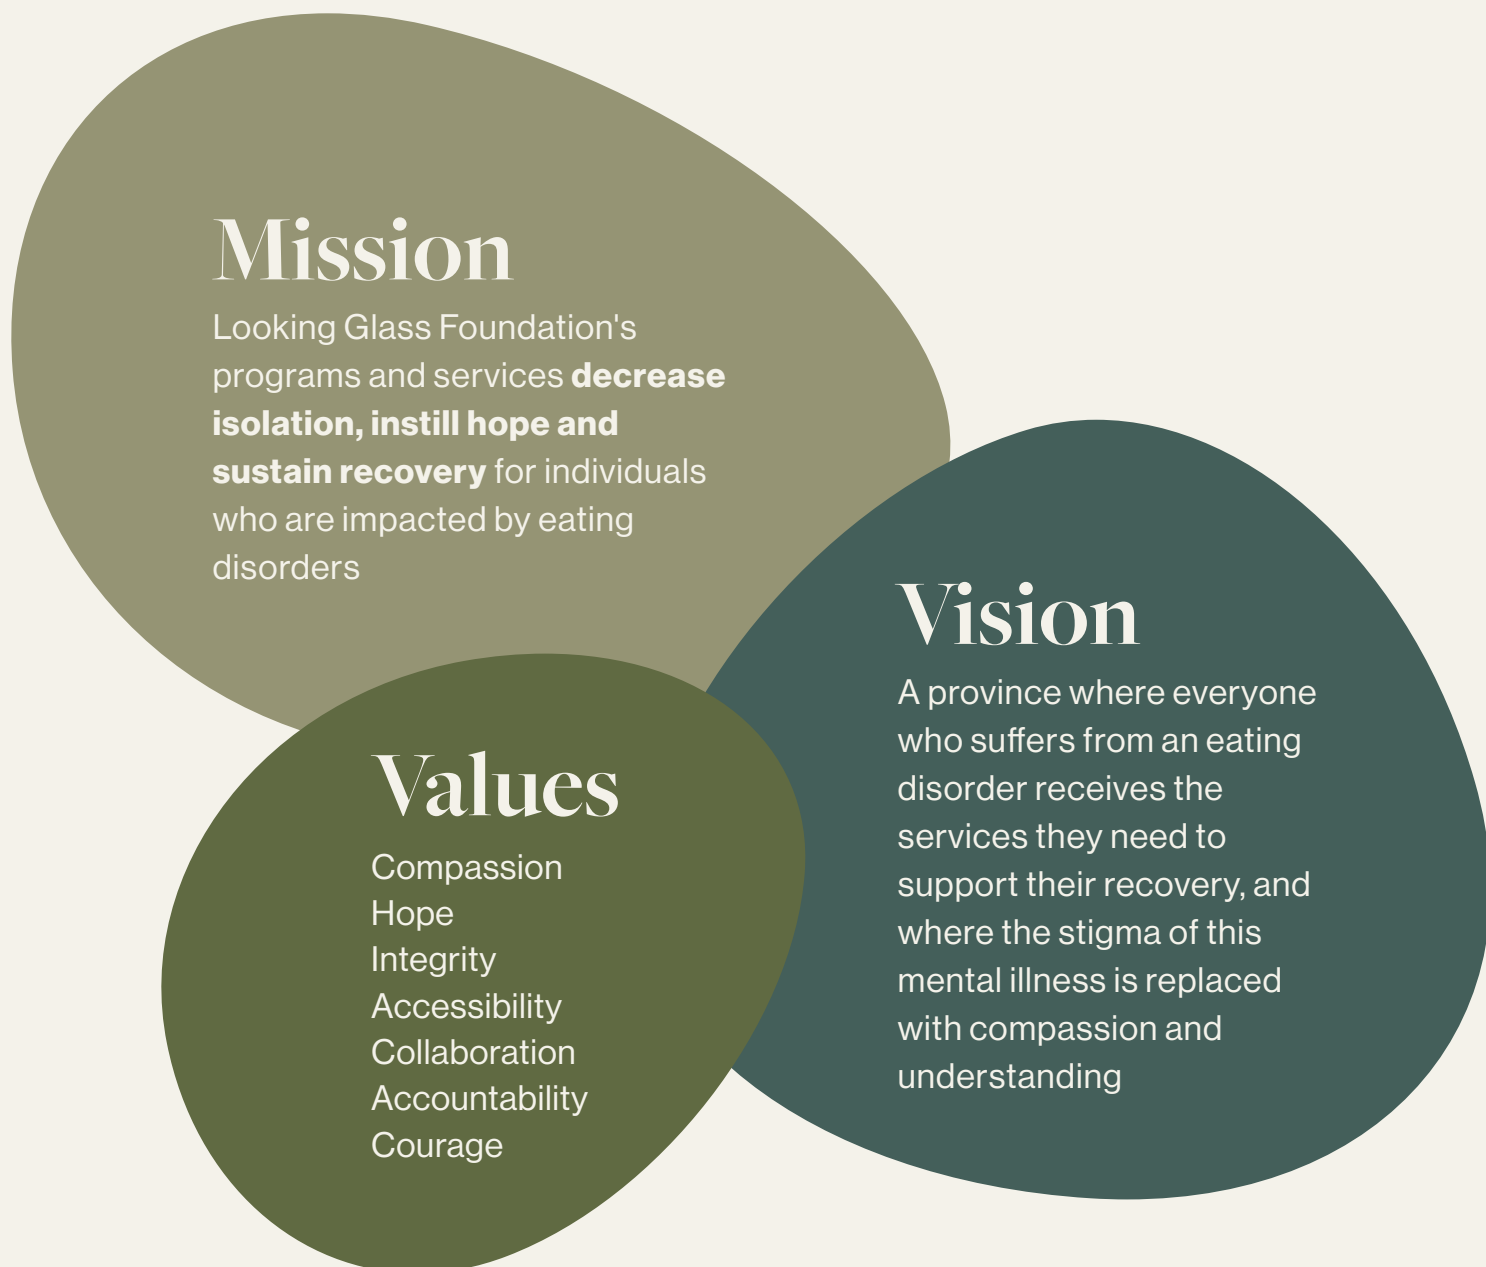 Mission
Looking Glass Foundation's
programs and services decrease
isolation, instill hope and
sustain recovery for individuals
who are impacted by eating
disorders
Vision
A province where everyone
who suffers from an eating
disorder receives the
services they need to
support their recovery, and
where the stigma of this
mental illness is replaced
with compassion and
understanding
Values
Compassion
Hope
Integrity
Accessibility
Collaboration
Accountability
Courage